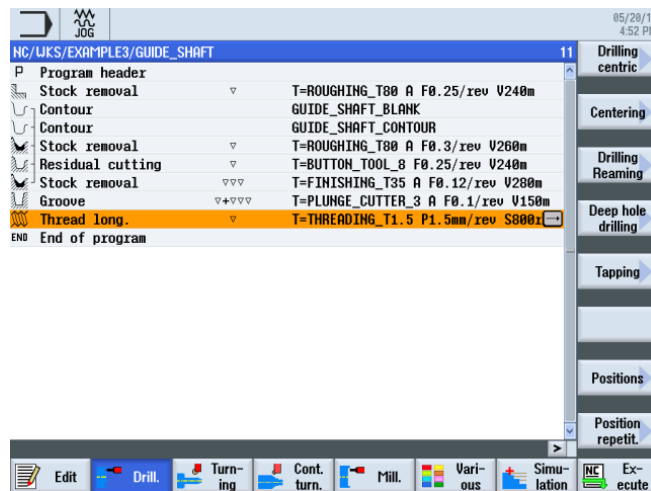 JOG
05/20/1
4:52 P
NC/WKS/EXAMPLE3/GUIDE_SHAFT 11
P Program header
Stock removal ▽ T=ROUGHING_T80 A F0.25/rev V240m
Contour GUIDE_SHAFT_BLANK
Contour GUIDE_SHAFT_CONTOUR
Stock removal ▽ T=ROUGHING_T80 A F0.3/rev V260m
Residual cutting ▽ T=BUTTON_TOOL_8 F0.25/rev V240m
Stock removal ▽▽▽ T=FINISHING_T35 A F0.12/rev V280m
Groove ▽+▽▽▽ T=PLUNGE_CUTTER_3 A F0.1/rev V150m
Thread long. ▽ T=THREADING_T1.5 P1.5mm/rev S800r
END End of program
Drilling
centric
Centering
Drilling
Reaming
Deep hole
drilling
Tapping
Positions
Position
repetit.
>
Edit
Drill.
Turn-
ing
Cont.
turn.
Mill.
Vari-
ous
Simu-
lation
NC
Ex-
ecute